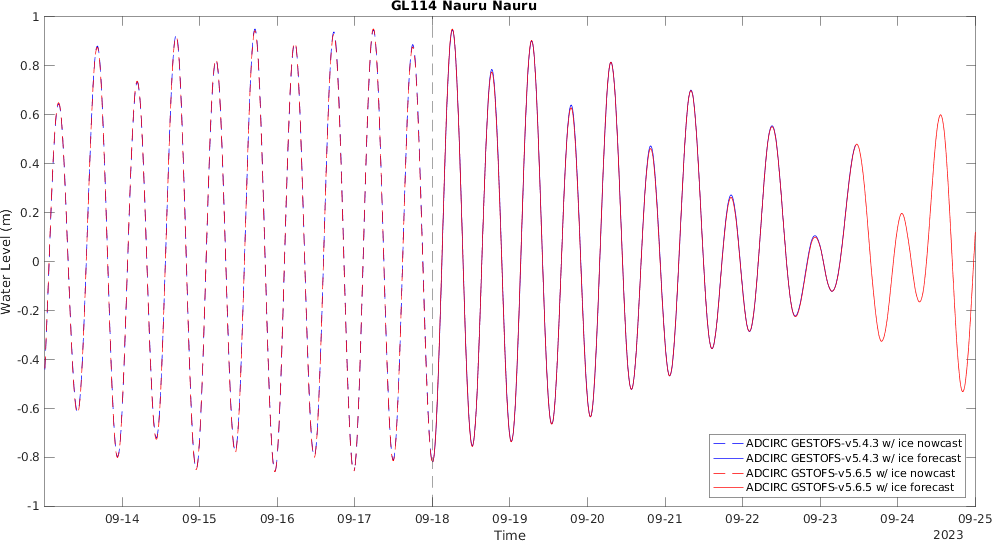 GL114 Nauru Nauru
1
0.8
0.6
0.4
0.2
0
-0.2
-0.4
-0.6
-0.8
-1
Water Level (m)
ADCIRC GESTOFS-v5.4.3 w/ ice nowcast
ADCIRC GESTOFS-v5.4.3 w/ ice forecast
ADCIRC GSTOFS-v5.6.5 w/ ice nowcast
ADCIRC GSTOFS-v5.6.5 w/ ice forecast
09-14 09-15 09-16 09-17 09-18 09-19 09-20 09-21 09-22 09-23 09-24 09-25
Time
2023